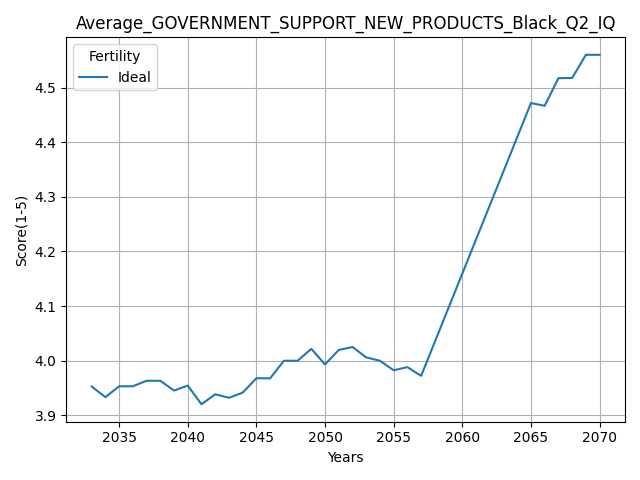 Average_GOVERNMENT_SUPPORT_NEW_PRODUCTS_Black_Q2_IQ
Fertility
Ideal
4.5
4.4
4.3
4.2
4.1
4.0
3.9
Score(1-5)
2035 2040 2045 2050 2055 2060 2065 2070
Years